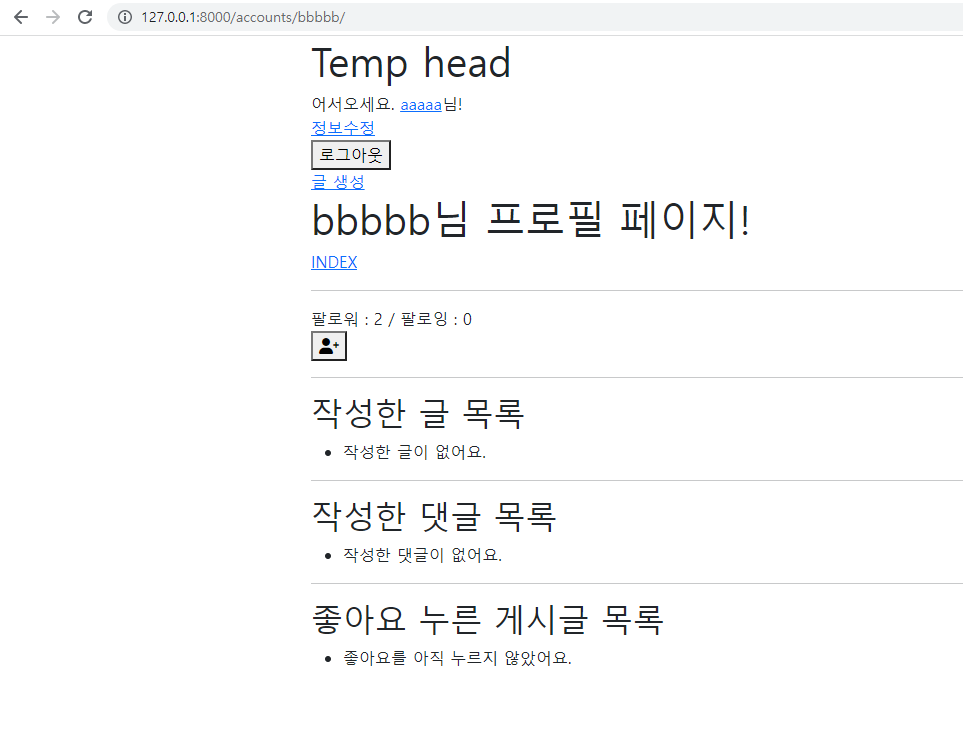 127.0.0.1:8000/accounts/bbbbb/
Temp head
어서오세요. aaaaa님!
정보수정
로그아웃
글 생성
bbbbb님 프로필 페이지!
INDEX
팔로워 : 2 / 팔로잉 : 0
작성한 글 목록
작성한 글이 없어요.
작성한 댓글 목록
작성한 댓글이 없어요.
좋아요 누른 게시글 목록
좋아요를 아직 누르지 않았어요.